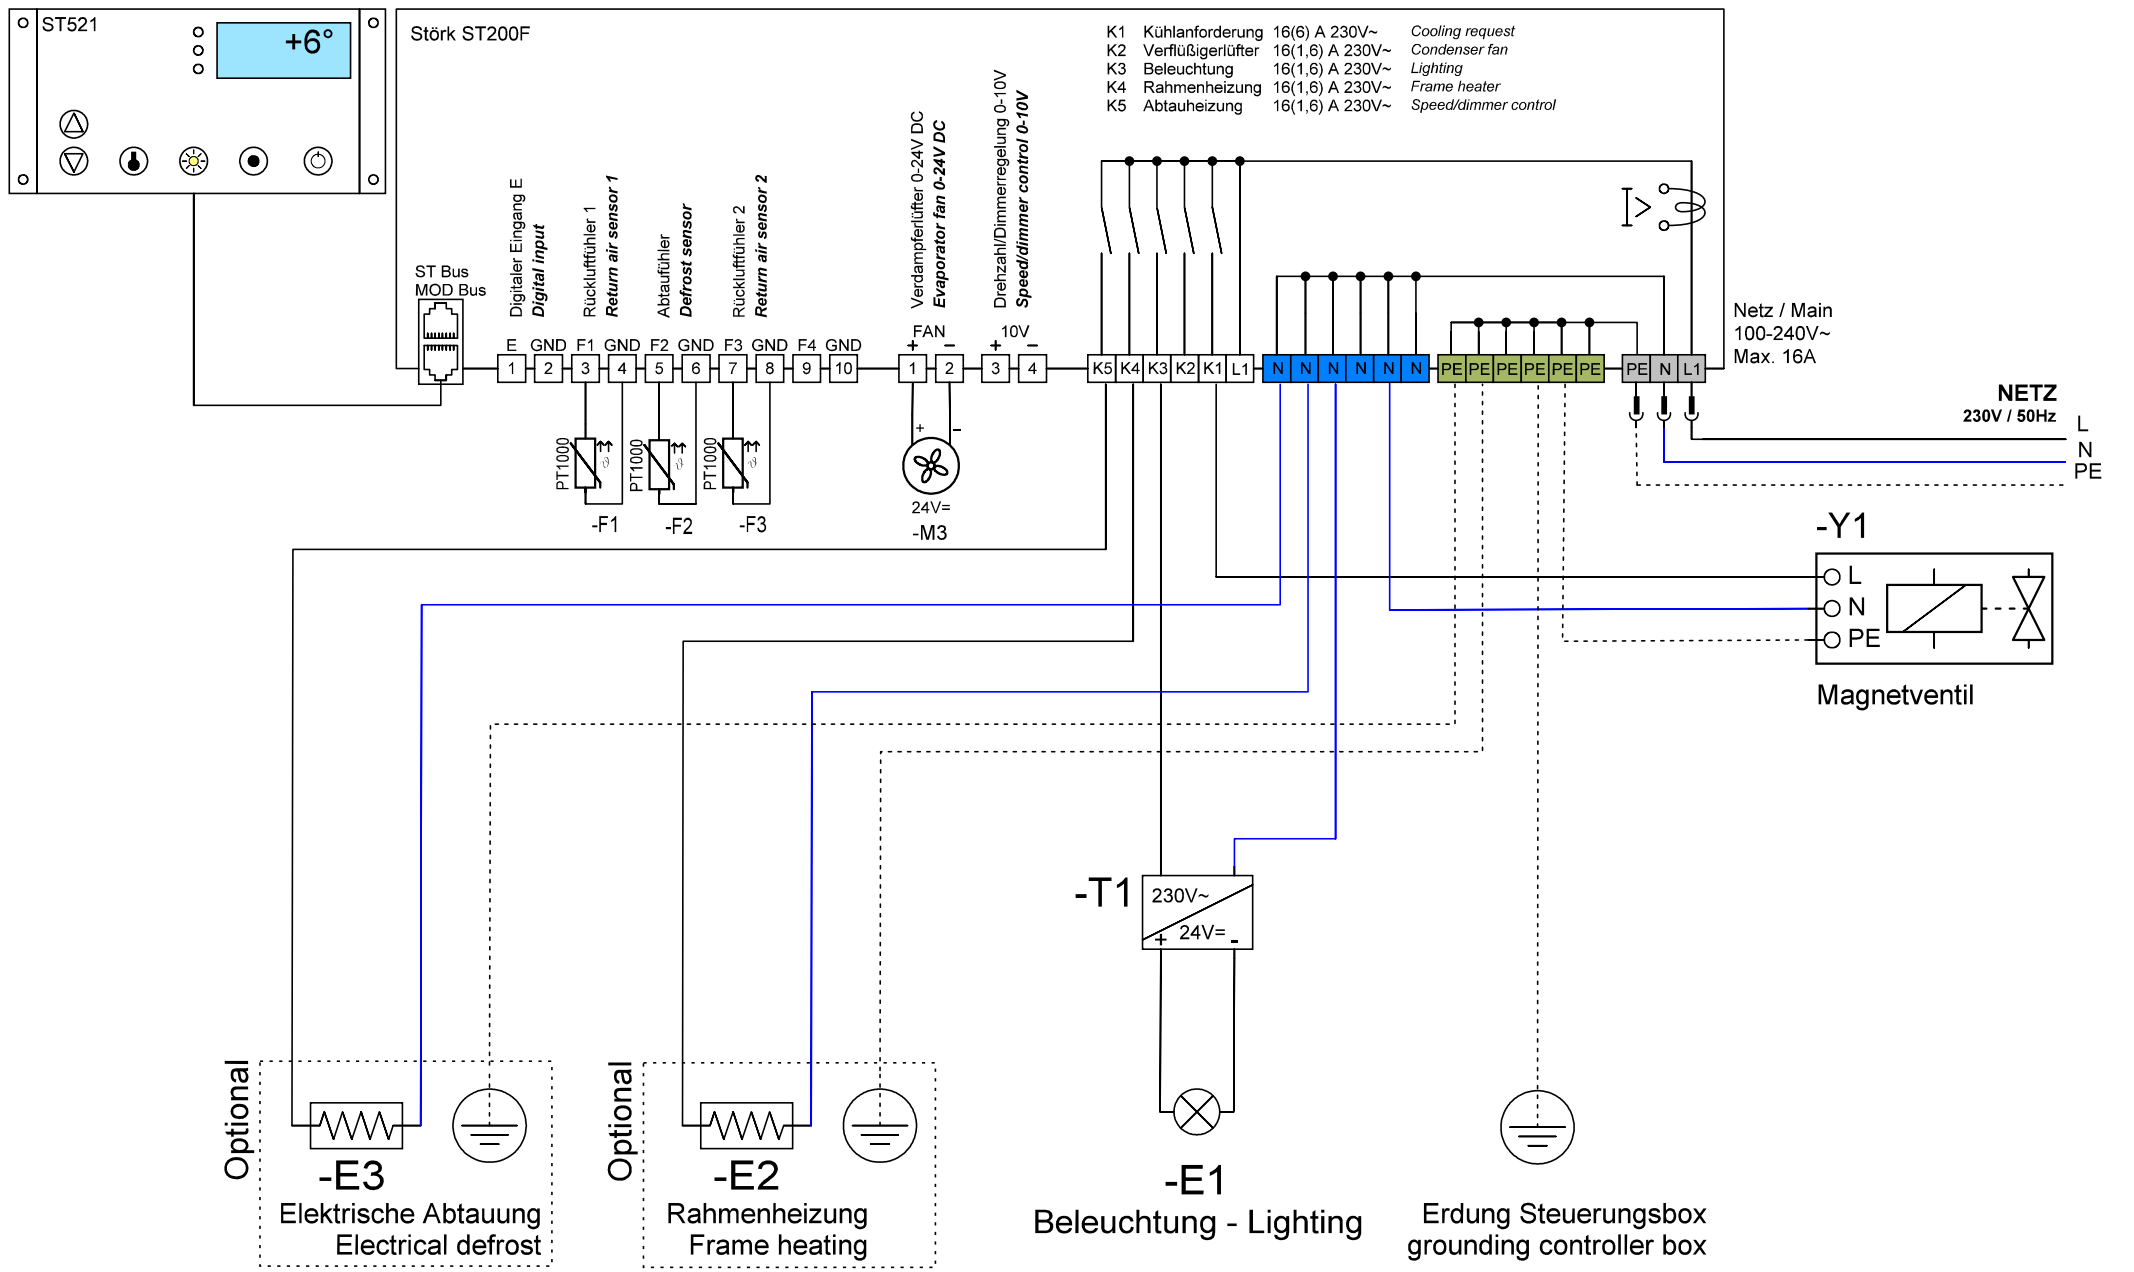 ST521
+6°
Störk ST200F
K1 Kühlanforderung 16(6) A 230V~ Cooling request
K2 Verflüßigerlüfter 16(1,6) A 230V~ Condenser fan
K3 Beleuchtung 16(1,6) A 230V~ Lighting
K4 Rahmenheizung 16(1,6) A 230V~ Frame heater
K5 Abtauheizung 16(1,6) A 230V~ Speed/dimmer control
ST Bus
MOD Bus
Digitaler Eingang E
Digital input
Rückluftfühler 1
Return air sensor 1
Abtaufühler
Defrost sensor
Rückluftfühler 2
Return air sensor 2
Verdampferlüfter 0-24V DC
Evaporator fan 0-24V DC
Drehzahl/Dimmerregelung 0-10V
Speed/dimmer control 0-10V
FAN
+ −
10V
+ −
E GND F1 GND F2 GND F3 GND F4 GND
1 2 3 4 5 6 7 8 9 10
1 2
3 4
K5 K4 K3 K2 K1 L1
N N N N N N
PE PE PE PE PE PE
PE N L1
Netz / Main
100-240V~
Max. 16A
NETZ
230V / 50Hz
L
N
PE
PT1000
ϑ
-F1
PT1000
ϑ
-F2
PT1000
ϑ
-F3
+ −
24V=
-M3
-Y1
L
N
PE
Magnetventil
-T1
230V~
24V=
+ -
Optional
-E3
Elektrische Abtauung
Electrical defrost
Optional
-E2
Rahmenheizung
Frame heating
-E1
Beleuchtung - Lighting
Erdung Steuerungsbox
grounding controller box